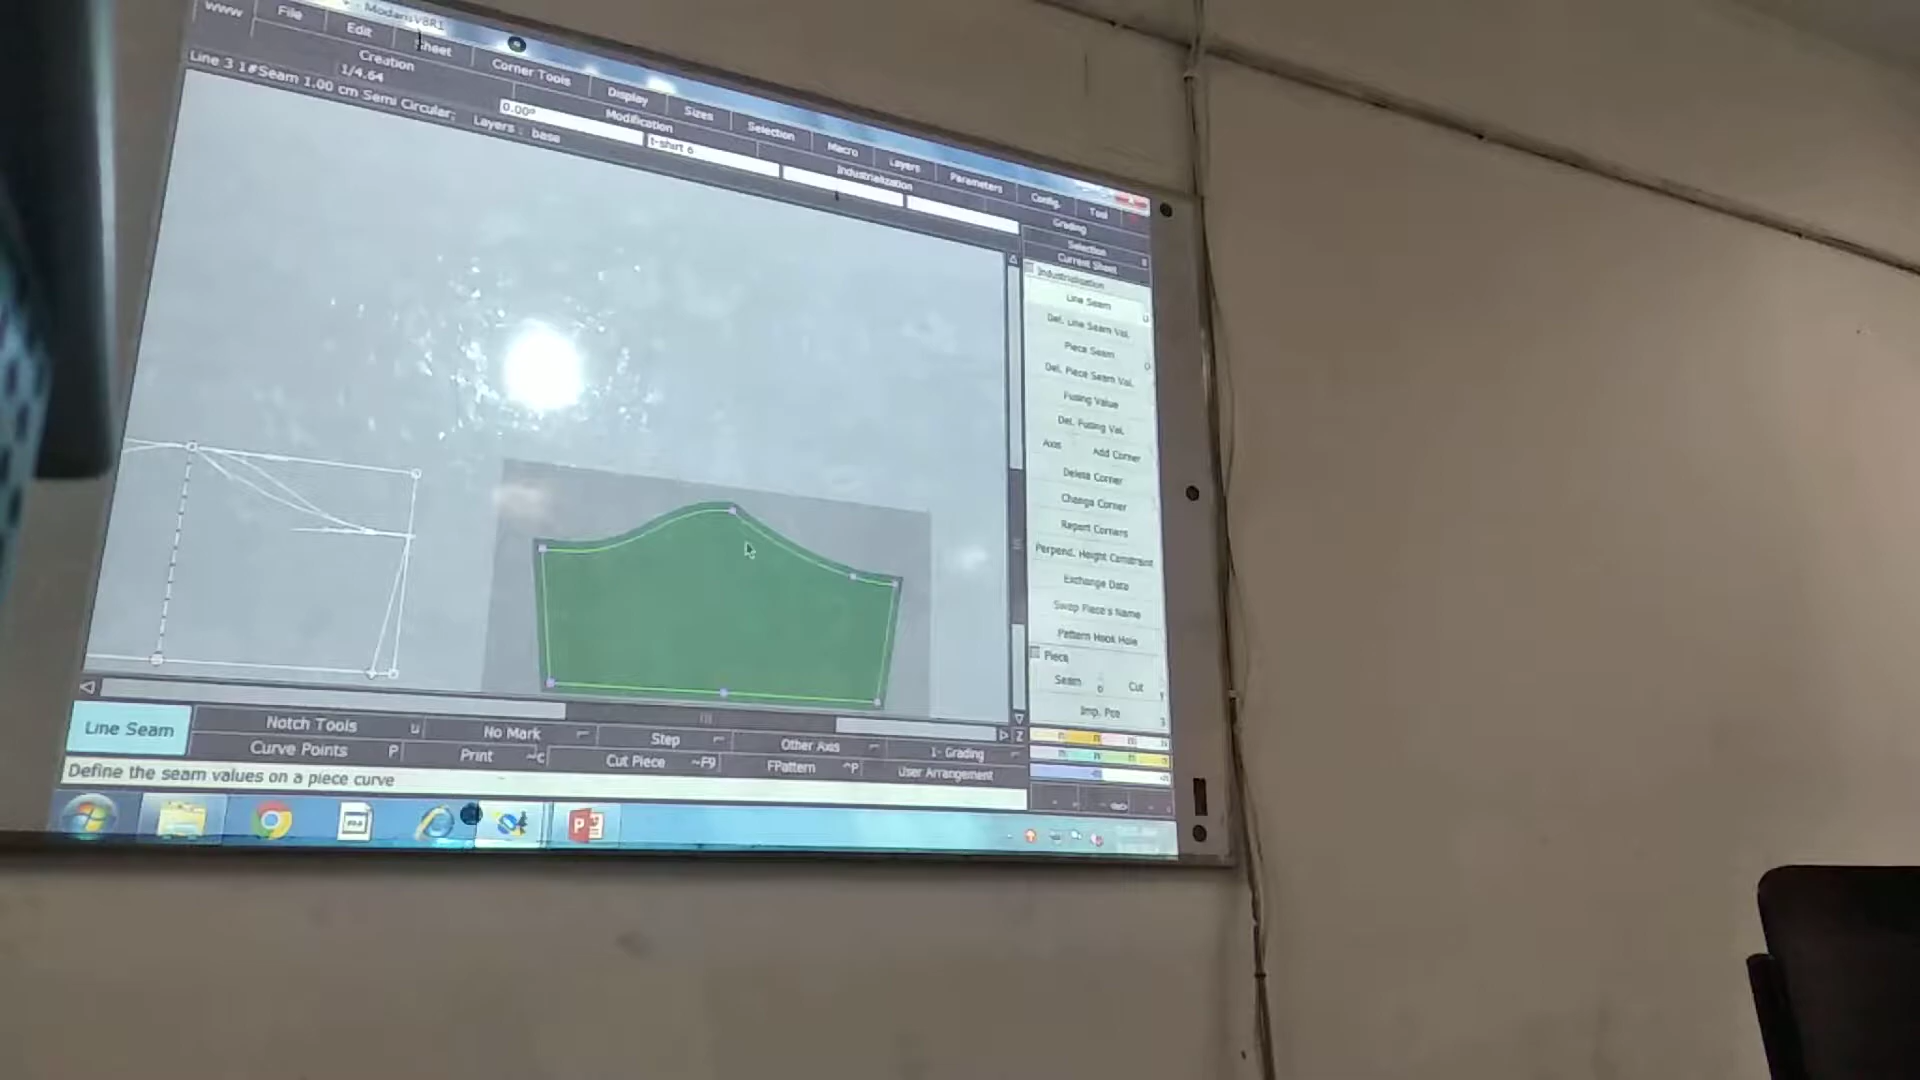 ModarisV8R1
www File Edit Sheet Corner Tools Display Sizes Selection Macro Layers Parameters Config. Tool
Creation Modification Industrialization Grading
1/4.64 0.00° t-shirt 6
Line 3 1#Seam 1.00 cm Semi Circular; Layers : base
Selection
Current Sheet
Industrialization
Line Seam
Del. Line Seam Val.
Piece Seam
Del. Piece Seam Val.
Fusing Value
Del. Fusing Val.
Axis Add Corner
Delete Corner
Change Corner
Report Corners
Perpend. Height Constraint
Exchange Data
Swap Piece's Name
Pattern Hook Hole
Piece
Seam Cut
Imp. Pce
Line Seam Notch Tools u No Mark Step Other Axis 1- Grading
Curve Points P Print ~c Cut Piece ~F9 FPattern ^P User Arrangement
Define the seam values on a piece curve